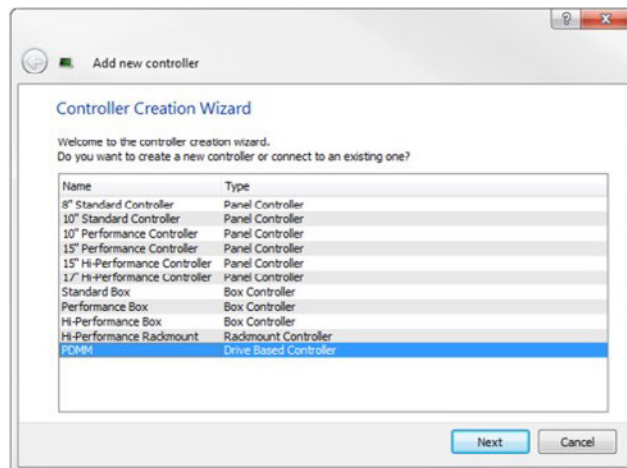 Add new controller
Controller Creation Wizard
Welcome to the controller creation wizard.
Do you want to create a new controller or connect to an existing one?
Name Type
8" Standard Controller Panel Controller
10" Standard Controller Panel Controller
10" Performance Controller Panel Controller
15" Performance Controller Panel Controller
15" Hi-Performance Controller Panel Controller
17" Hi-Performance Controller Panel Controller
Standard Box Box Controller
Performance Box Box Controller
Hi-Performance Box Box Controller
Hi-Performance Rackmount Rackmount Controller
PDMM Drive Based Controller
Next Cancel